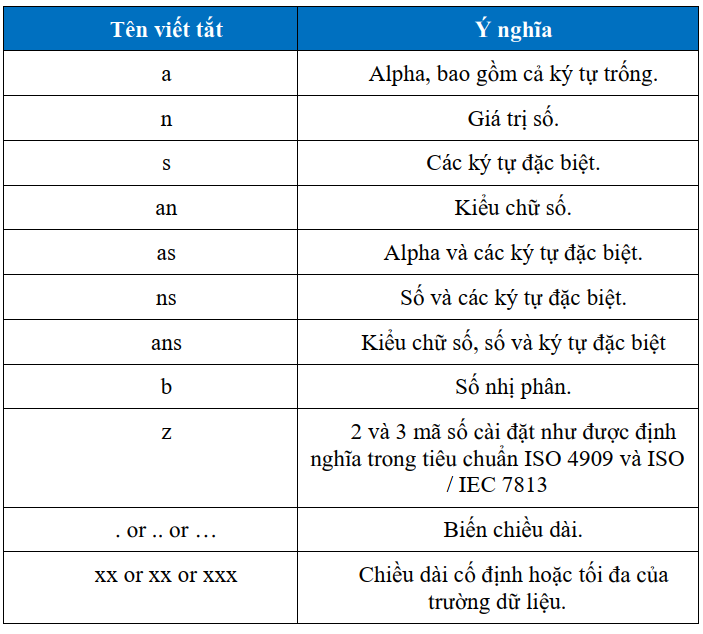 Tên viết tắt
Ý nghĩa
a
Alpha, bao gồm cả ký tự trống.
n
Giá trị số.
s
Các ký tự đặc biệt.
an
Kiểu chữ số.
as
Alpha và các ký tự đặc biệt.
ns
Số và các ký tự đặc biệt.
ans
Kiểu chữ số, số và ký tự đặc biệt
b
Số nhị phân.
z
2 và 3 mã số cài đặt như được định
nghĩa trong tiêu chuẩn ISO 4909 và ISO
/ IEC 7813
. or .. or …
Biến chiều dài.
xx or xx or xxx
Chiều dài cố định hoặc tối đa của
trường dữ liệu.